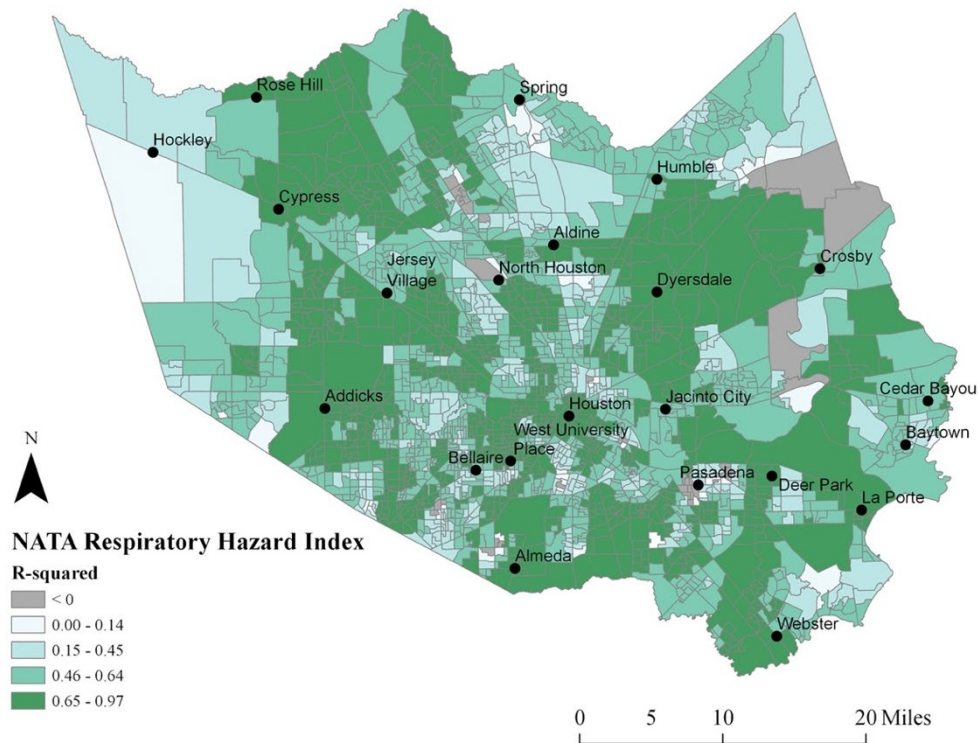 Rose Hill
Spring
Hockley
Humble
Cypress
Aldine
Crosby
Jersey
Village
North Houston
Dyersdale
Addicks
Cedar Bayou
Houston
Jacinto City
West University
Place
Baytown
Bellaire
Pasadena
Deer Park
La Porte
N
Almeda
Webster
NATA Respiratory Hazard Index
R-squared
< 0
0.00 - 0.14
0.15 - 0.45
0.46 - 0.64
0.65 - 0.97
0 5 10 20 Miles